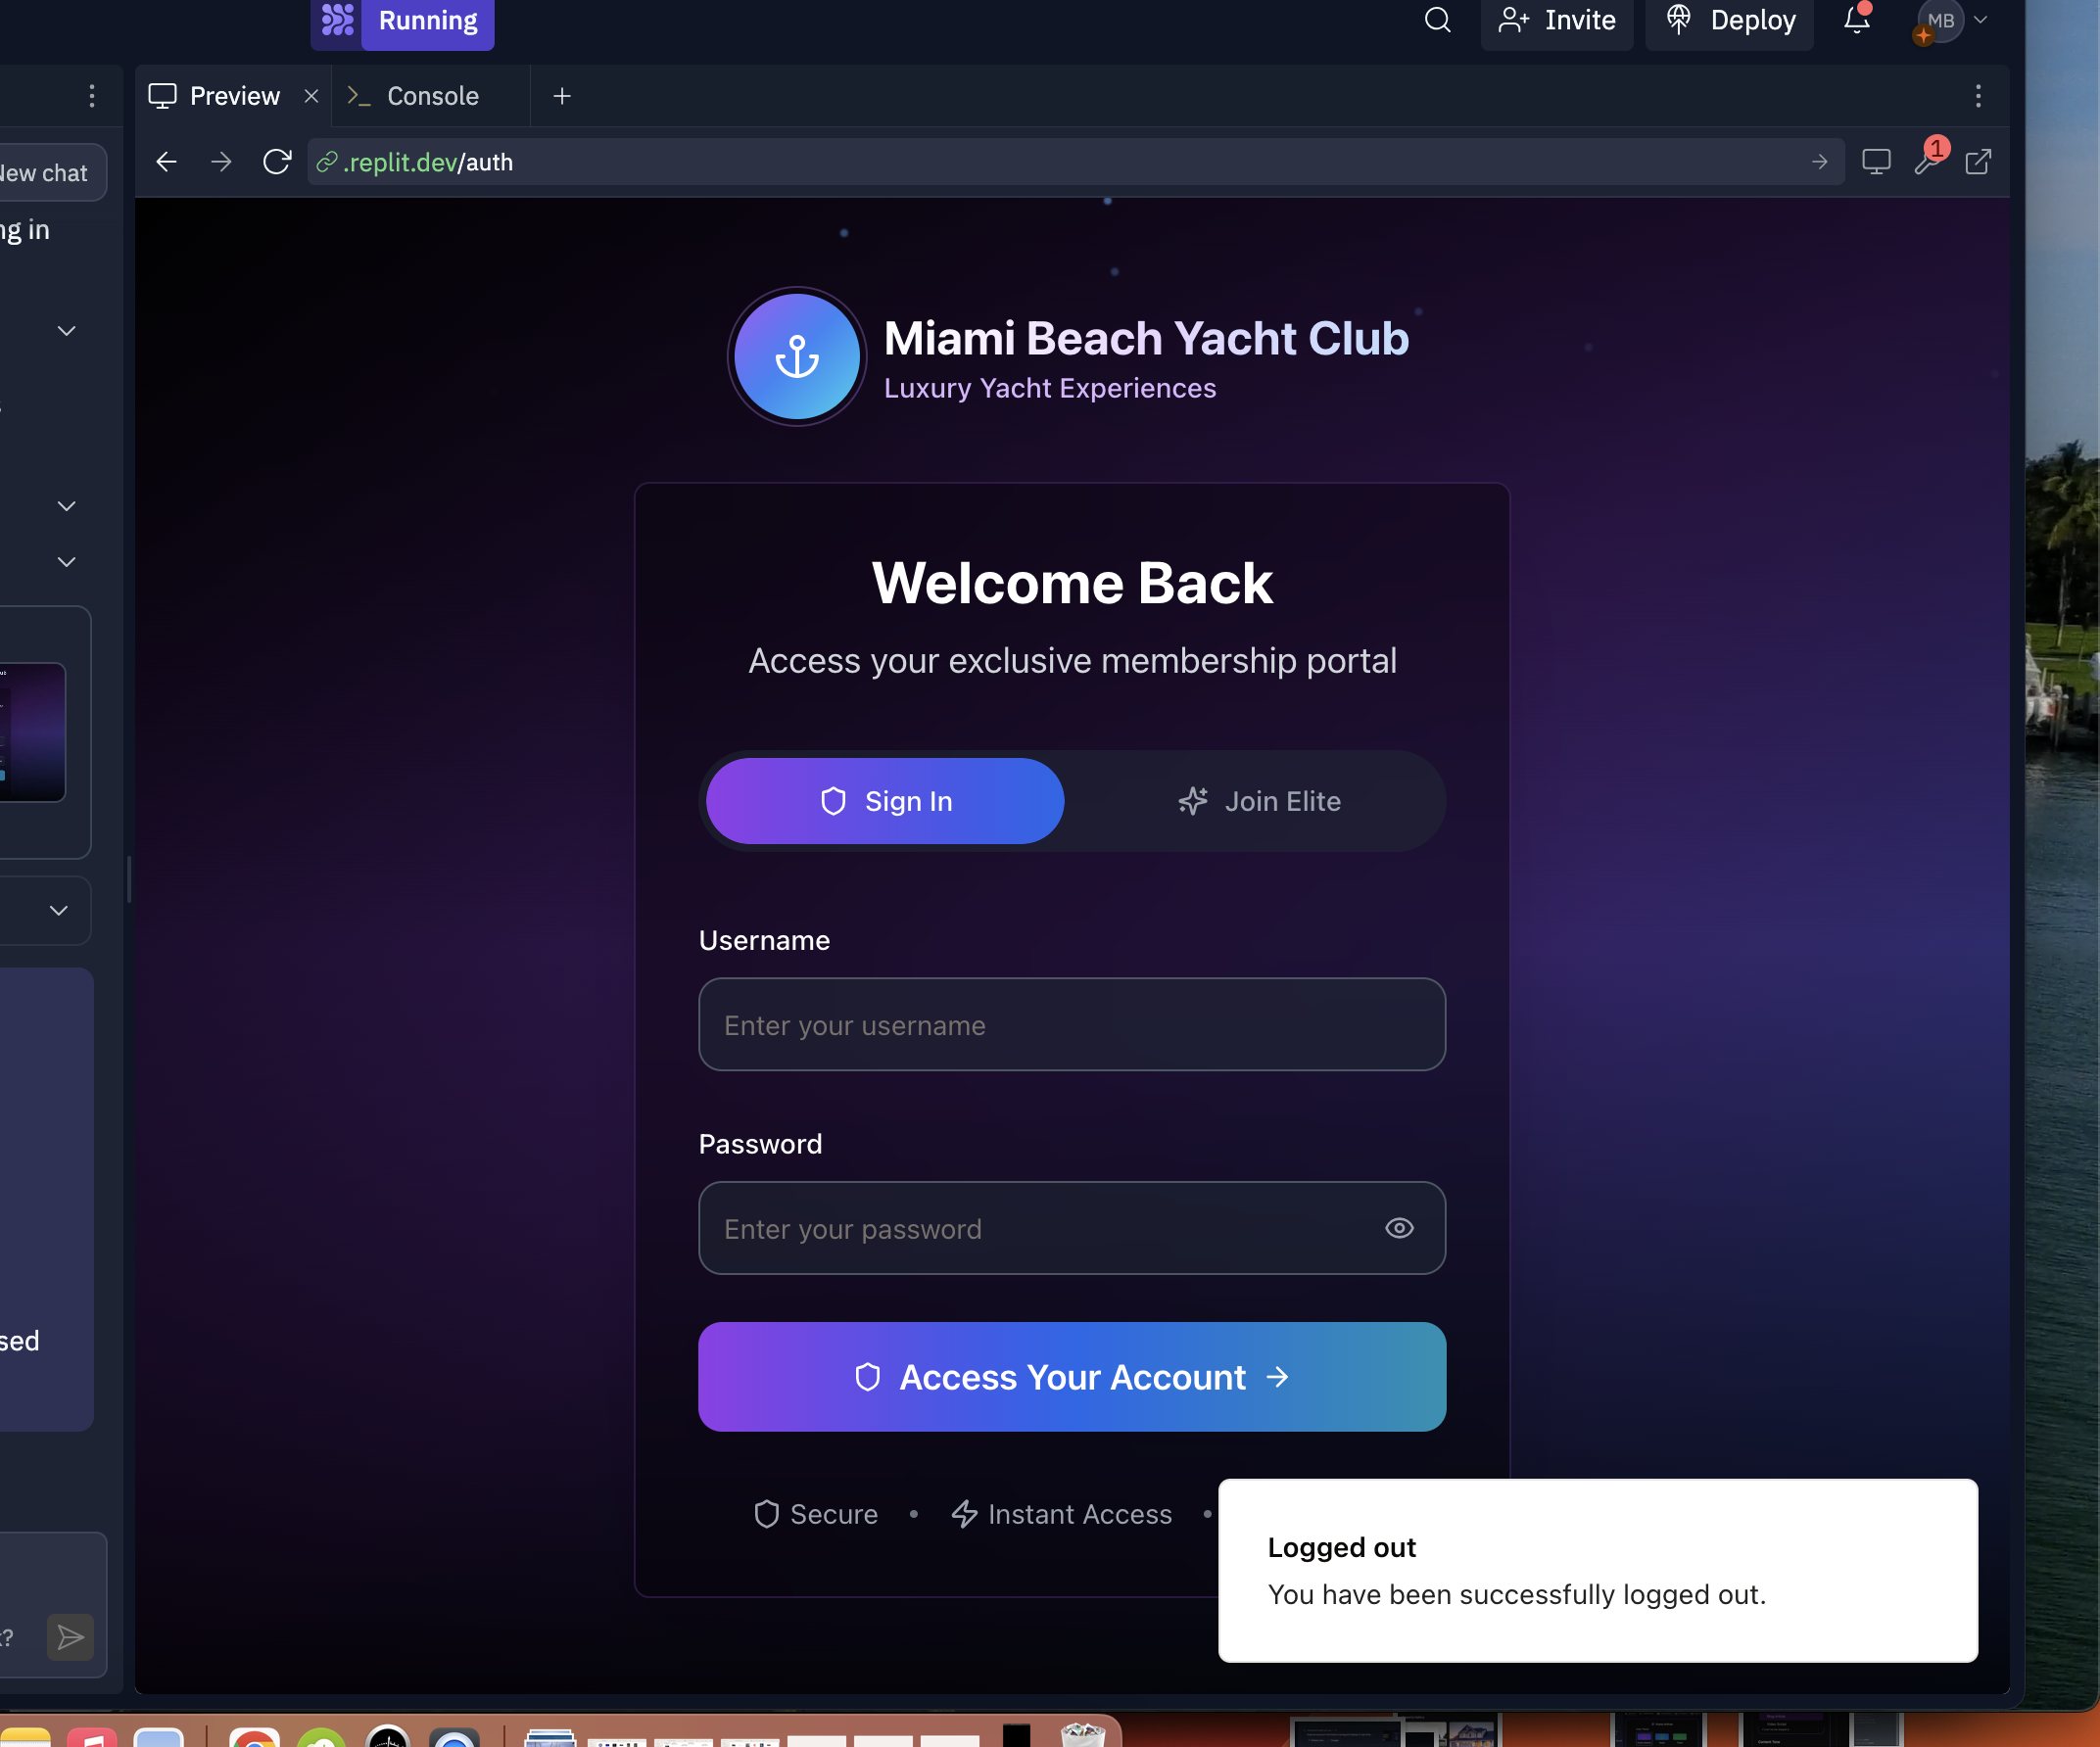 Running
Invite
Deploy
MB
Preview
Console
New chat
.replit.dev/auth
1
ng in
Miami Beach Yacht Club
Luxury Yacht Experiences
Welcome Back
Access your exclusive membership portal
Sign In
Join Elite
Username
Enter your username
Password
Enter your password
sed
Access Your Account
Secure • Instant Access •
Logged out
You have been successfully logged out.
?